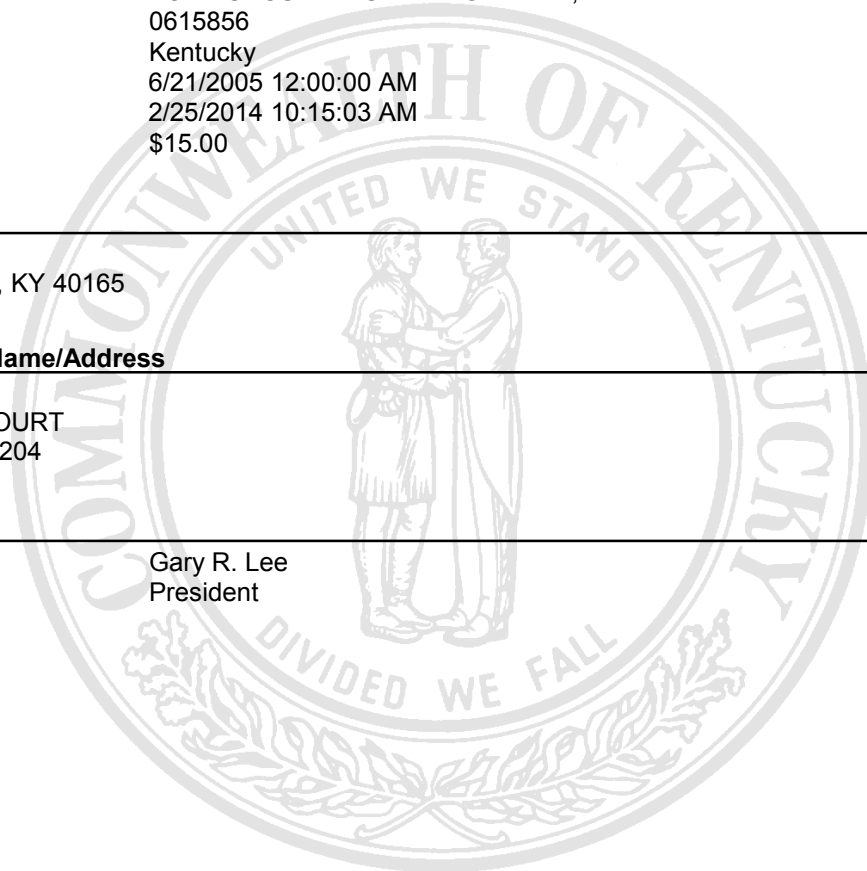 0615856
Kentucky
6/21/2005 12:00:00 AM
2/25/2014 10:15:03 AM
$15.00
COMMONWEALTH OF KENTUCKY
UNITED WE STAND
, KY 40165
Name/Address
OURT
204
Gary R. Lee
President
DIVIDED WE FALL